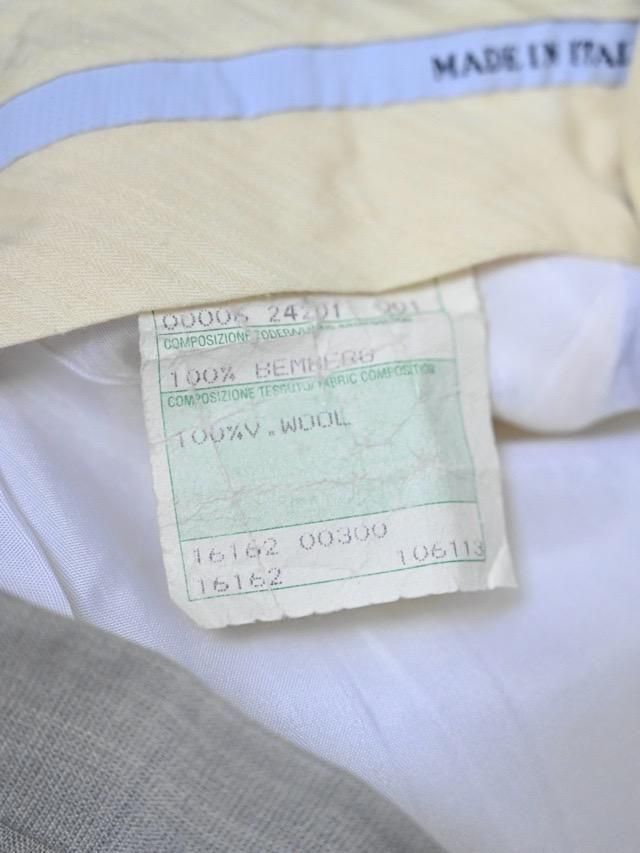 MADE IN ITAL
00006 24201 901
COMPOSIZIONE FODERA/
100% BEMBERG
COMPOSIZIONE TESSUTO/ FABRIC COMPOSITION
100%V.WOOL
16162 00300
16162 106113